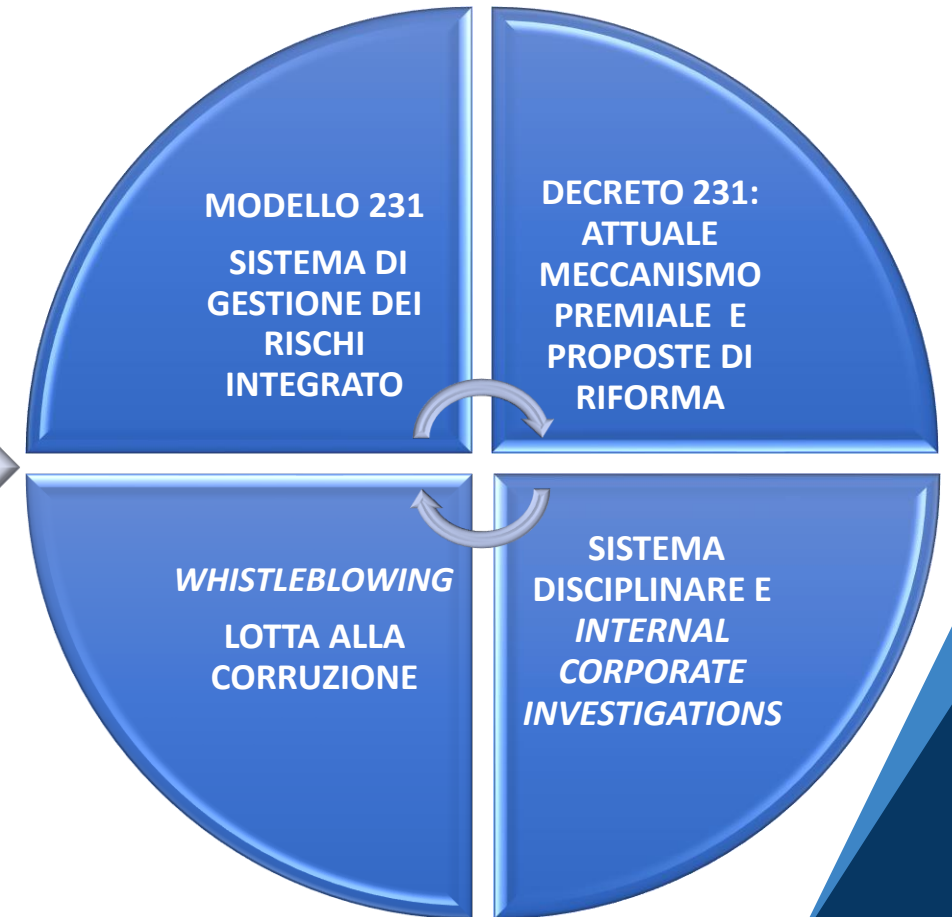 MODELLO 231
SISTEMA DI
GESTIONE DEI
RISCHI
INTEGRATO
DECRETO 231:
ATTUALE
MECCANISMO
PREMIALE E
PROPOSTE DI
RIFORMA
WHISTLEBLOWING
LOTTA ALLA
CORRUZIONE
SISTEMA
DISCIPLINARE E
INTERNAL
CORPORATE
INVESTIGATIONS